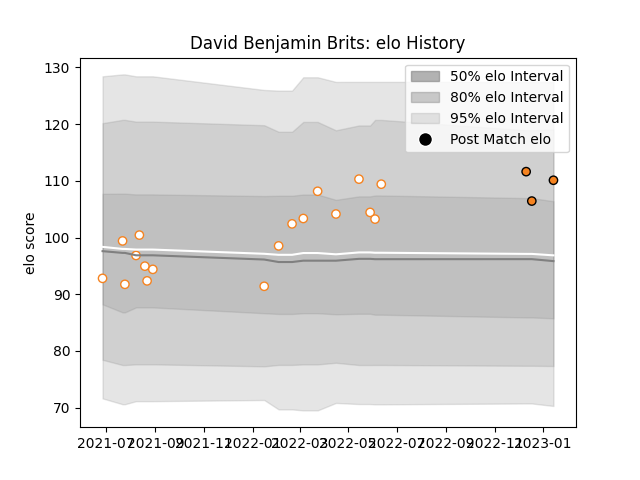 David Benjamin Brits: elo History
130
120
110
100
90
80
70
elo score
50% elo Interval
80% elo Interval
95% elo Interval
Post Match elo
2021-07 2021-09 2021-11 2022-01 2022-03 2022-05 2022-07 2022-09 2022-11 2023-01